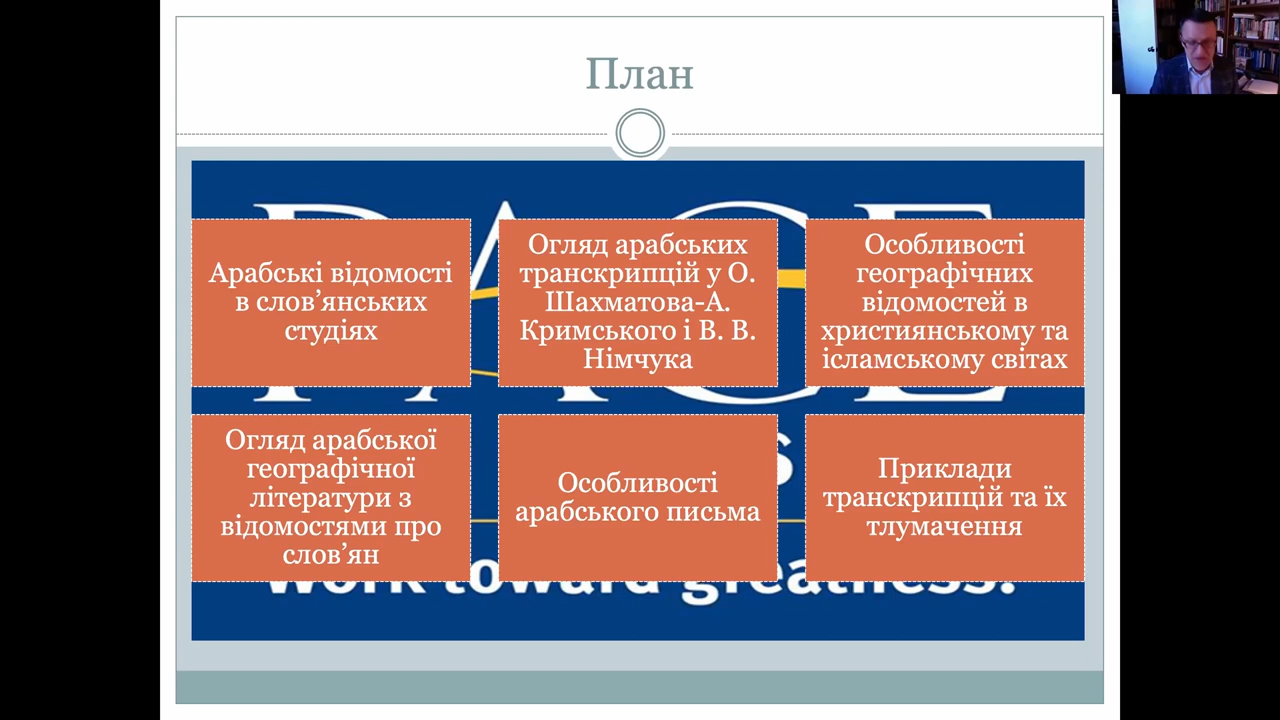 План
Арабські відомості
в слов’янських
студіях
Огляд арабських
транскрипцій у О.
Шахматова-А.
Кримського і В. В.
Німчука
Особливості
географічних
відомостей в
християнському та
ісламському світах
Огляд арабської
географічної
літератури з
відомостями про
слов’ян
Особливості
арабського письма
Приклади
транскрипцій та їх
тлумачення
PACE
work toward greatness.